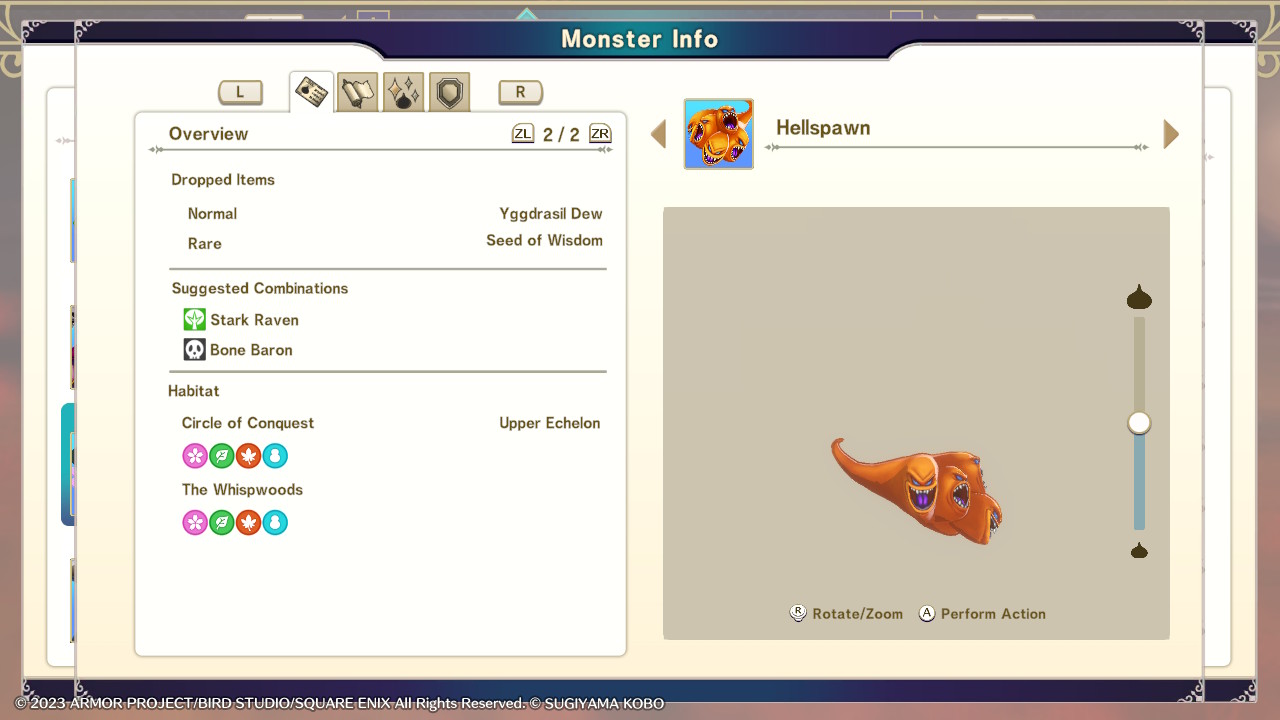 Monster Info
L
R
Overview
ZL 2 / 2 ZR
Dropped Items
Normal Yggdrasil Dew
Rare Seed of Wisdom
Suggested Combinations
Stark Raven
Bone Baron
Habitat
Circle of Conquest Upper Echelon
The Whispwoods
Hellspawn
R Rotate/Zoom A Perform Action
© 2023 ARMOR PROJECT/BIRD STUDIO/SQUARE ENIX All Rights Reserved. © SUGIYAMA KOBO